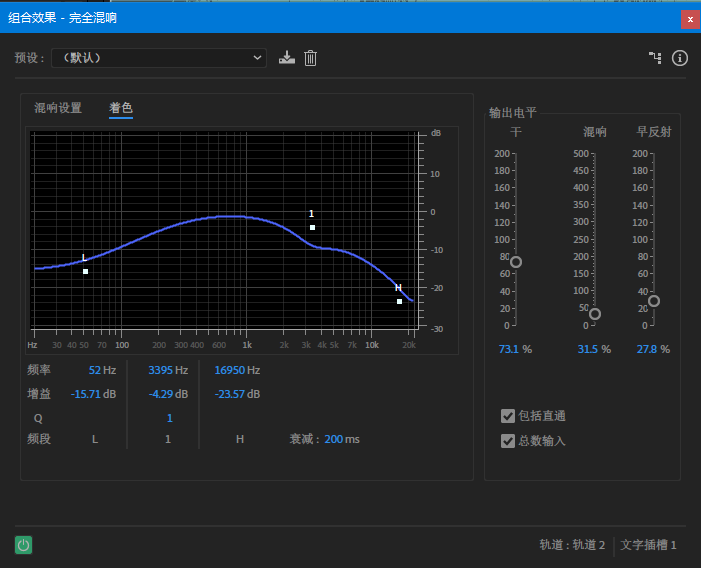 组合效果 - 完全混响
x
预设：
（默认）
混响设置 着色
dB
10
0
-10
-20
-30
L
1
H
Hz 30 40 50 70 100 200 300 400 600 1k 2k 3k 4k 5k 7k 10k 20k
频率 52 Hz 3395 Hz 16950 Hz
增益 -15.71 dB -4.29 dB -23.57 dB
Q 1
频段 L 1 H 衰减：200 ms
输出电平
干 混响 早反射
200 500 200
180 450 180
160 400 160
140 350 140
120 300 120
100 250 100
80 200 80
60 150 60
40 100 40
20 50 20
0 0 0
73.1 % 31.5 % 27.8 %
包括直通
总数输入
轨道：轨道 2 文字插槽 1